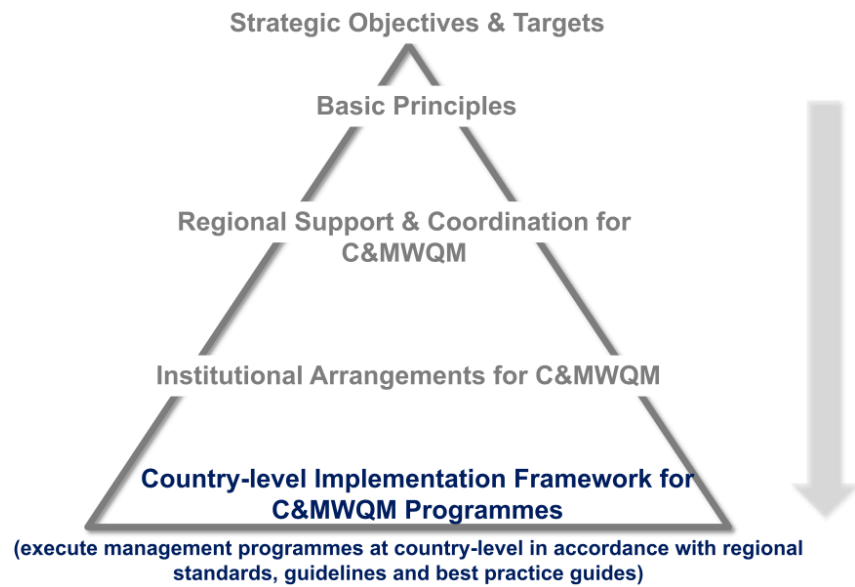 Strategic Objectives & Targets
Basic Principles
Regional Support & Coordination for
C&MWQM
Institutional Arrangements for C&MWQM
Country-level Implementation Framework for
C&MWQM Programmes
(execute management programmes at country-level in accordance with regional
standards, guidelines and best practice guides)